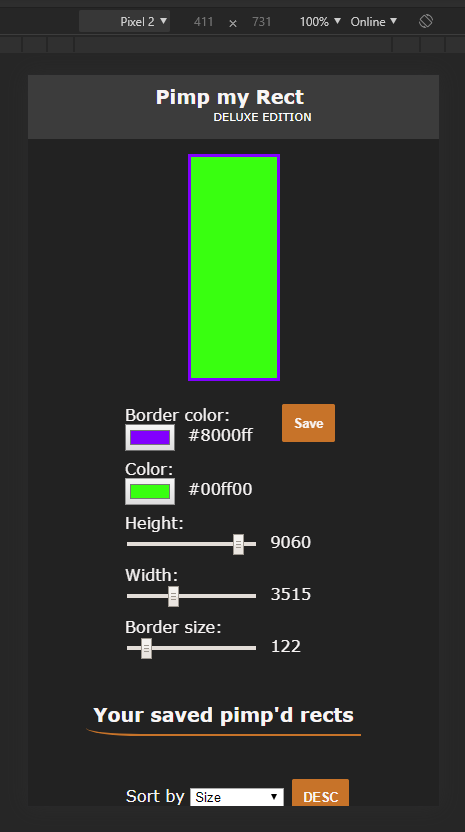 Pixel 2 ▼ 411 × 731 100% ▼ Online ▼
Pimp my Rect
DELUXE EDITION
Border color:
#8000ff
Save
Color:
#00ff00
Height:
9060
Width:
3515
Border size:
122
Your saved pimp'd rects
Sort by Size ▼ DESC